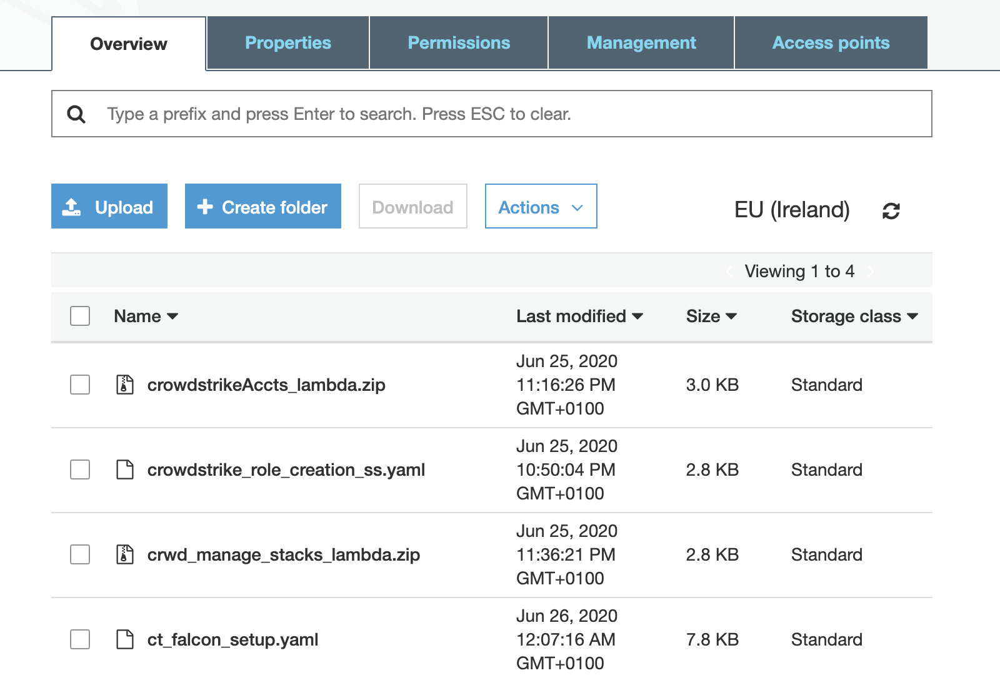 Overview Properties Permissions Management Access points
Type a prefix and press Enter to search. Press ESC to clear.
Upload Create folder Download Actions EU (Ireland)
Viewing 1 to 4
Name Last modified Size Storage class
crowdstrikeAccts_lambda.zip Jun 25, 2020 11:16:26 PM GMT+0100 3.0 KB Standard
crowdstrike_role_creation_ss.yaml Jun 25, 2020 10:50:04 PM GMT+0100 2.8 KB Standard
crwd_manage_stacks_lambda.zip Jun 25, 2020 11:36:21 PM GMT+0100 2.8 KB Standard
ct_falcon_setup.yaml Jun 26, 2020 12:07:16 AM GMT+0100 7.8 KB Standard